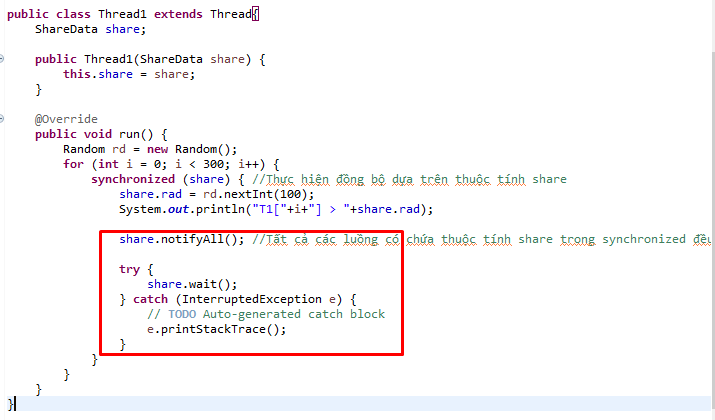 public class Thread1 extends Thread{
ShareData share;
public Thread1(ShareData share) {
this.share = share;
}
@Override
public void run() {
Random rd = new Random();
for (int i = 0; i < 300; i++) {
synchronized (share) { //Thực hiện đồng bộ dựa trên thuộc tính share
share.rad = rd.nextInt(100);
System.out.println("T1["+i+"] > "+share.rad);
share.notifyAll(); //Tất cả các luồng có chứa thuộc tính share trong synchronized đều
try {
share.wait();
} catch (InterruptedException e) {
// TODO Auto-generated catch block
e.printStackTrace();
}
}
}
}
}